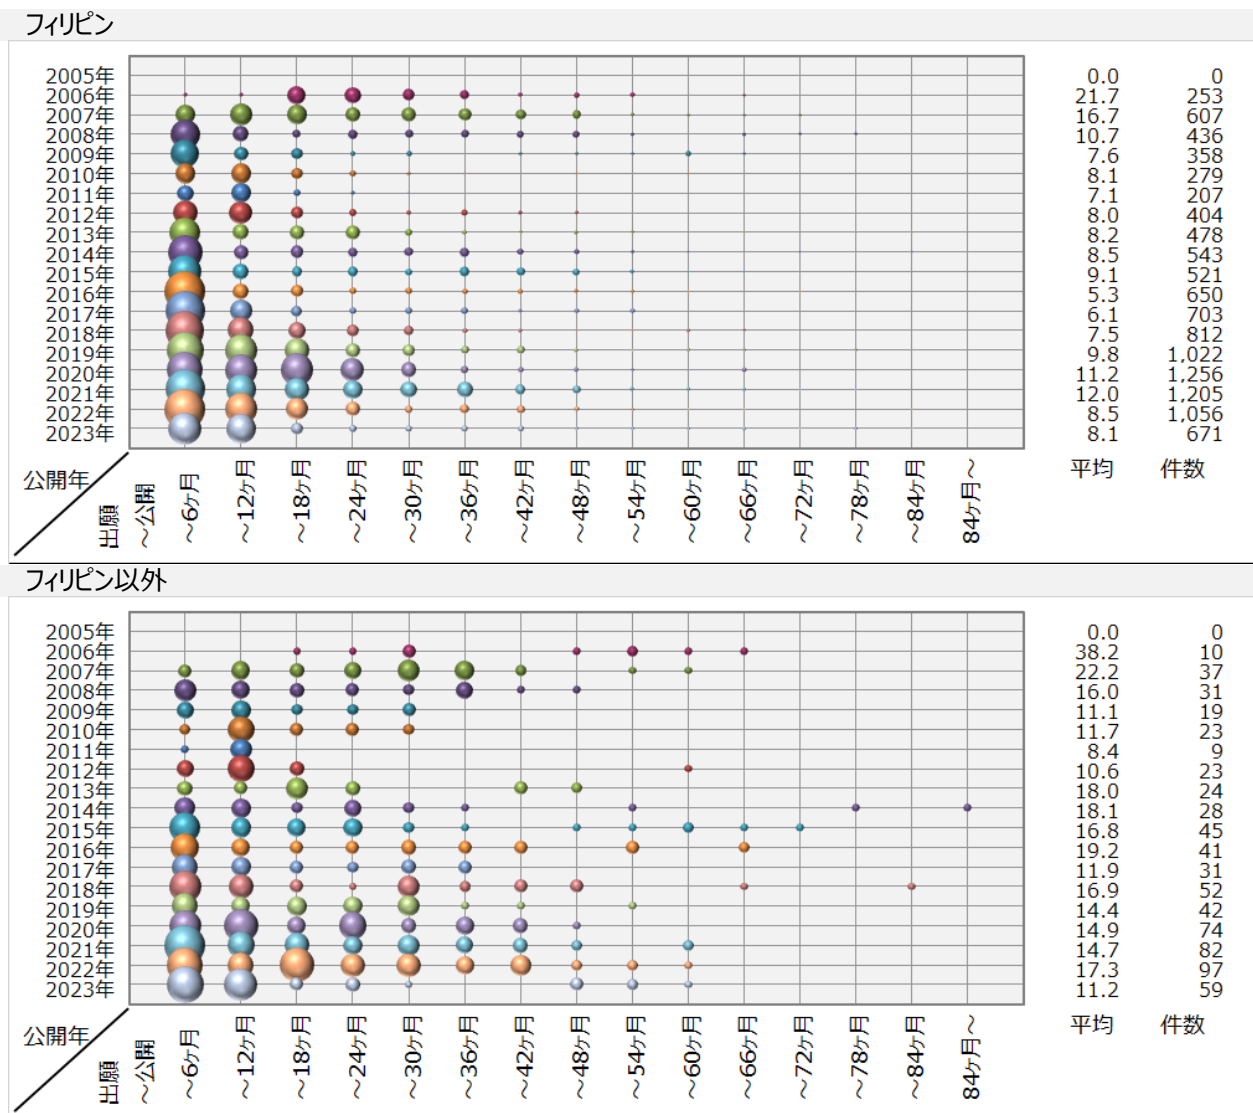 フィリピン
2005年 0.0 0
2006年 21.7 253
2007年 16.7 607
2008年 10.7 436
2009年 7.6 358
2010年 8.1 279
2011年 7.1 207
2012年 8.0 404
2013年 8.2 478
2014年 8.5 543
2015年 9.1 521
2016年 5.3 650
2017年 6.1 703
2018年 7.5 812
2019年 9.8 1,022
2020年 11.2 1,256
2021年 12.0 1,205
2022年 8.5 1,056
2023年 8.1 671
公開年 平均 件数
出願 ～公開 ～6ヶ月 ～12ヶ月 ～18ヶ月 ～24ヶ月 ～30ヶ月 ～36ヶ月 ～42ヶ月 ～48ヶ月 ～54ヶ月 ～60ヶ月 ～66ヶ月 ～72ヶ月 ～78ヶ月 ～84ヶ月 84ヶ月～
フィリピン以外
2005年 0.0 0
2006年 38.2 10
2007年 22.2 37
2008年 16.0 31
2009年 11.1 19
2010年 11.7 23
2011年 8.4 9
2012年 10.6 23
2013年 18.0 24
2014年 18.1 28
2015年 16.8 45
2016年 19.2 41
2017年 11.9 31
2018年 16.9 52
2019年 14.4 42
2020年 14.9 74
2021年 14.7 82
2022年 17.3 97
2023年 11.2 59
公開年 平均 件数
出願 ～公開 ～6ヶ月 ～12ヶ月 ～18ヶ月 ～24ヶ月 ～30ヶ月 ～36ヶ月 ～42ヶ月 ～48ヶ月 ～54ヶ月 ～60ヶ月 ～66ヶ月 ～72ヶ月 ～78ヶ月 ～84ヶ月 84ヶ月～